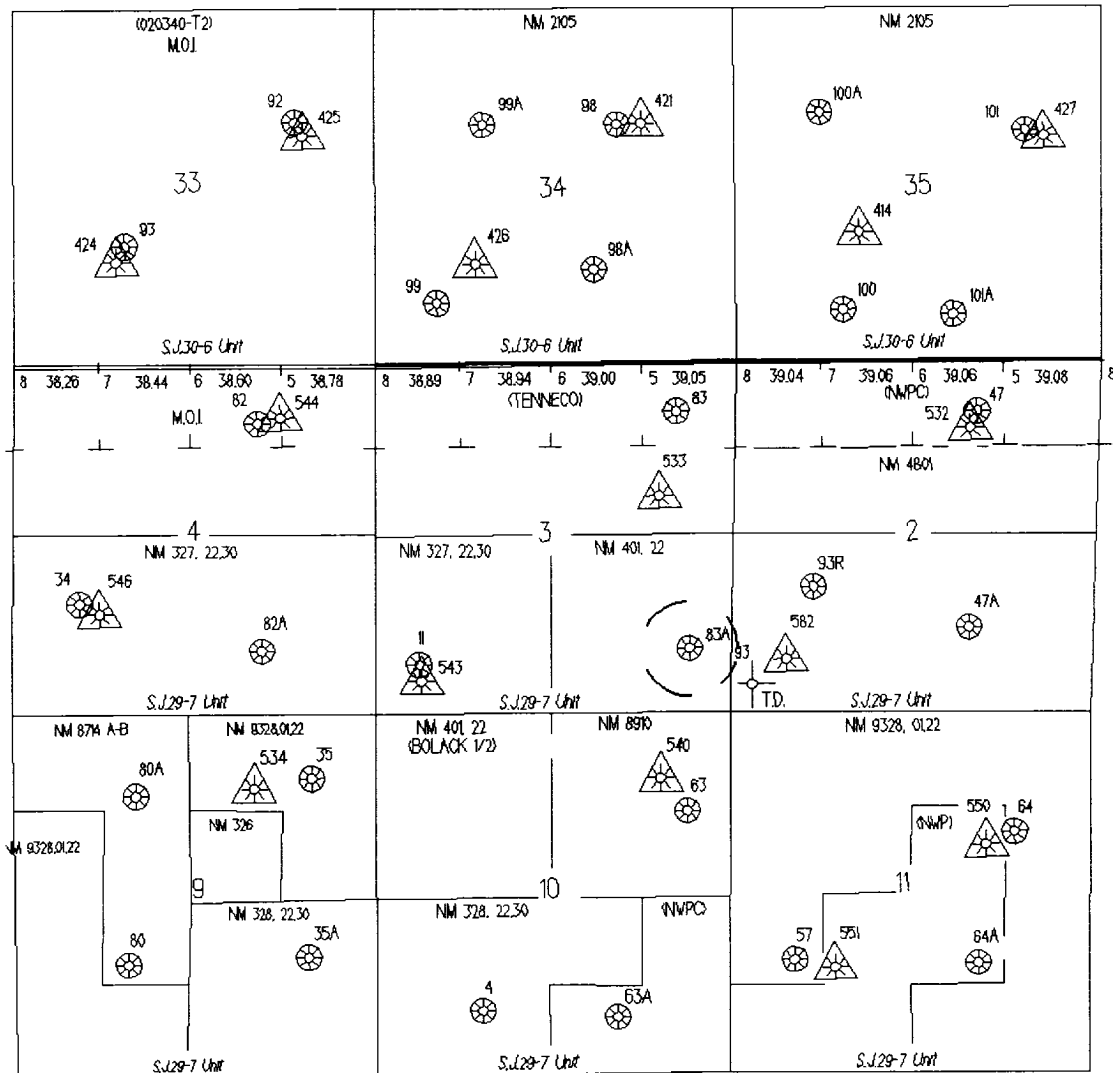 (020340-T2)
M.O.I.
NM 2105
NM 2105
92
425
99A
98
421
100A
101
427
33
34
35
424
93
426
98A
414
99
100
101A
S.J.30-6 Unit
S.J.30-6 Unit
S.J.30-6 Unit
8 38.26 7 38.44 6 38.60 5 38.78
8 38.89 7 38.94 6 39.00 5 39.05
8 39.04 7 39.06 6 39.06 5 39.08 8
(TENNECO)
(NWPC)
82
544
M.O.I.
83
47
532
NM 4801
533
4
3
2
NM 327, 22,30
NM 327, 22,30
NM 401, 22
34
546
82A
11
543
83A
93
93R
582
47A
T.D.
S.J.29-7 Unit
S.J.29-7 Unit
S.J.29-7 Unit
NM 8714 A-B
NM 9328,01,22
NM 401, 22
(BOLACK 1/2)
NM 8910
NM 9328, 01,22
80A
534
35
540
63
550
64
(NWP)
NM 326
NM 9328,01,22
9
10
11
NM 328, 22,30
NM 328, 22,30
(NWPC)
80
35A
57
551
64A
4
63A
S.J.29-7 Unit
S.J.29-7 Unit
S.J.29-7 Unit